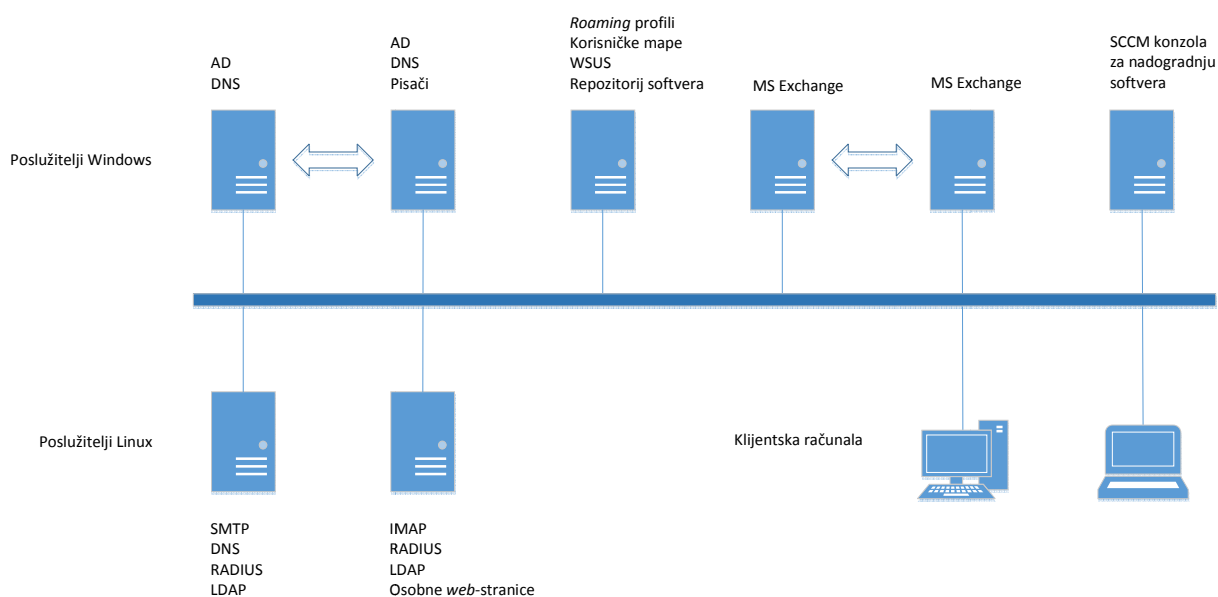 AD
DNS
AD
DNS
Pisači
Roaming profili
Korisničke mape
WSUS
Repozitorij softvera
MS Exchange
MS Exchange
SCCM konzola
za nadogradnju
softvera
Poslužitelji Windows
Poslužitelji Linux
Klijentska računala
SMTP
DNS
RADIUS
LDAP
IMAP
RADIUS
LDAP
Osobne web-stranice